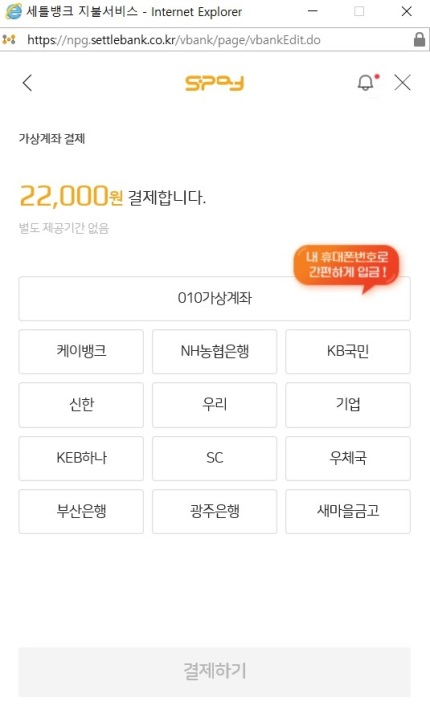 세틀뱅크 지불서비스 - Internet Explorer
https://npg.settlebank.co.kr/vbank/page/vbankEdit.do
SPay
가상계좌 결제
22,000원 결제합니다.
별도 제공기간 없음
내 휴대폰번호로
간편하게 입금 !
010가상계좌
케이뱅크 NH농협은행 KB국민
신한 우리 기업
KEB하나 SC 우체국
부산은행 광주은행 새마을금고
결제하기